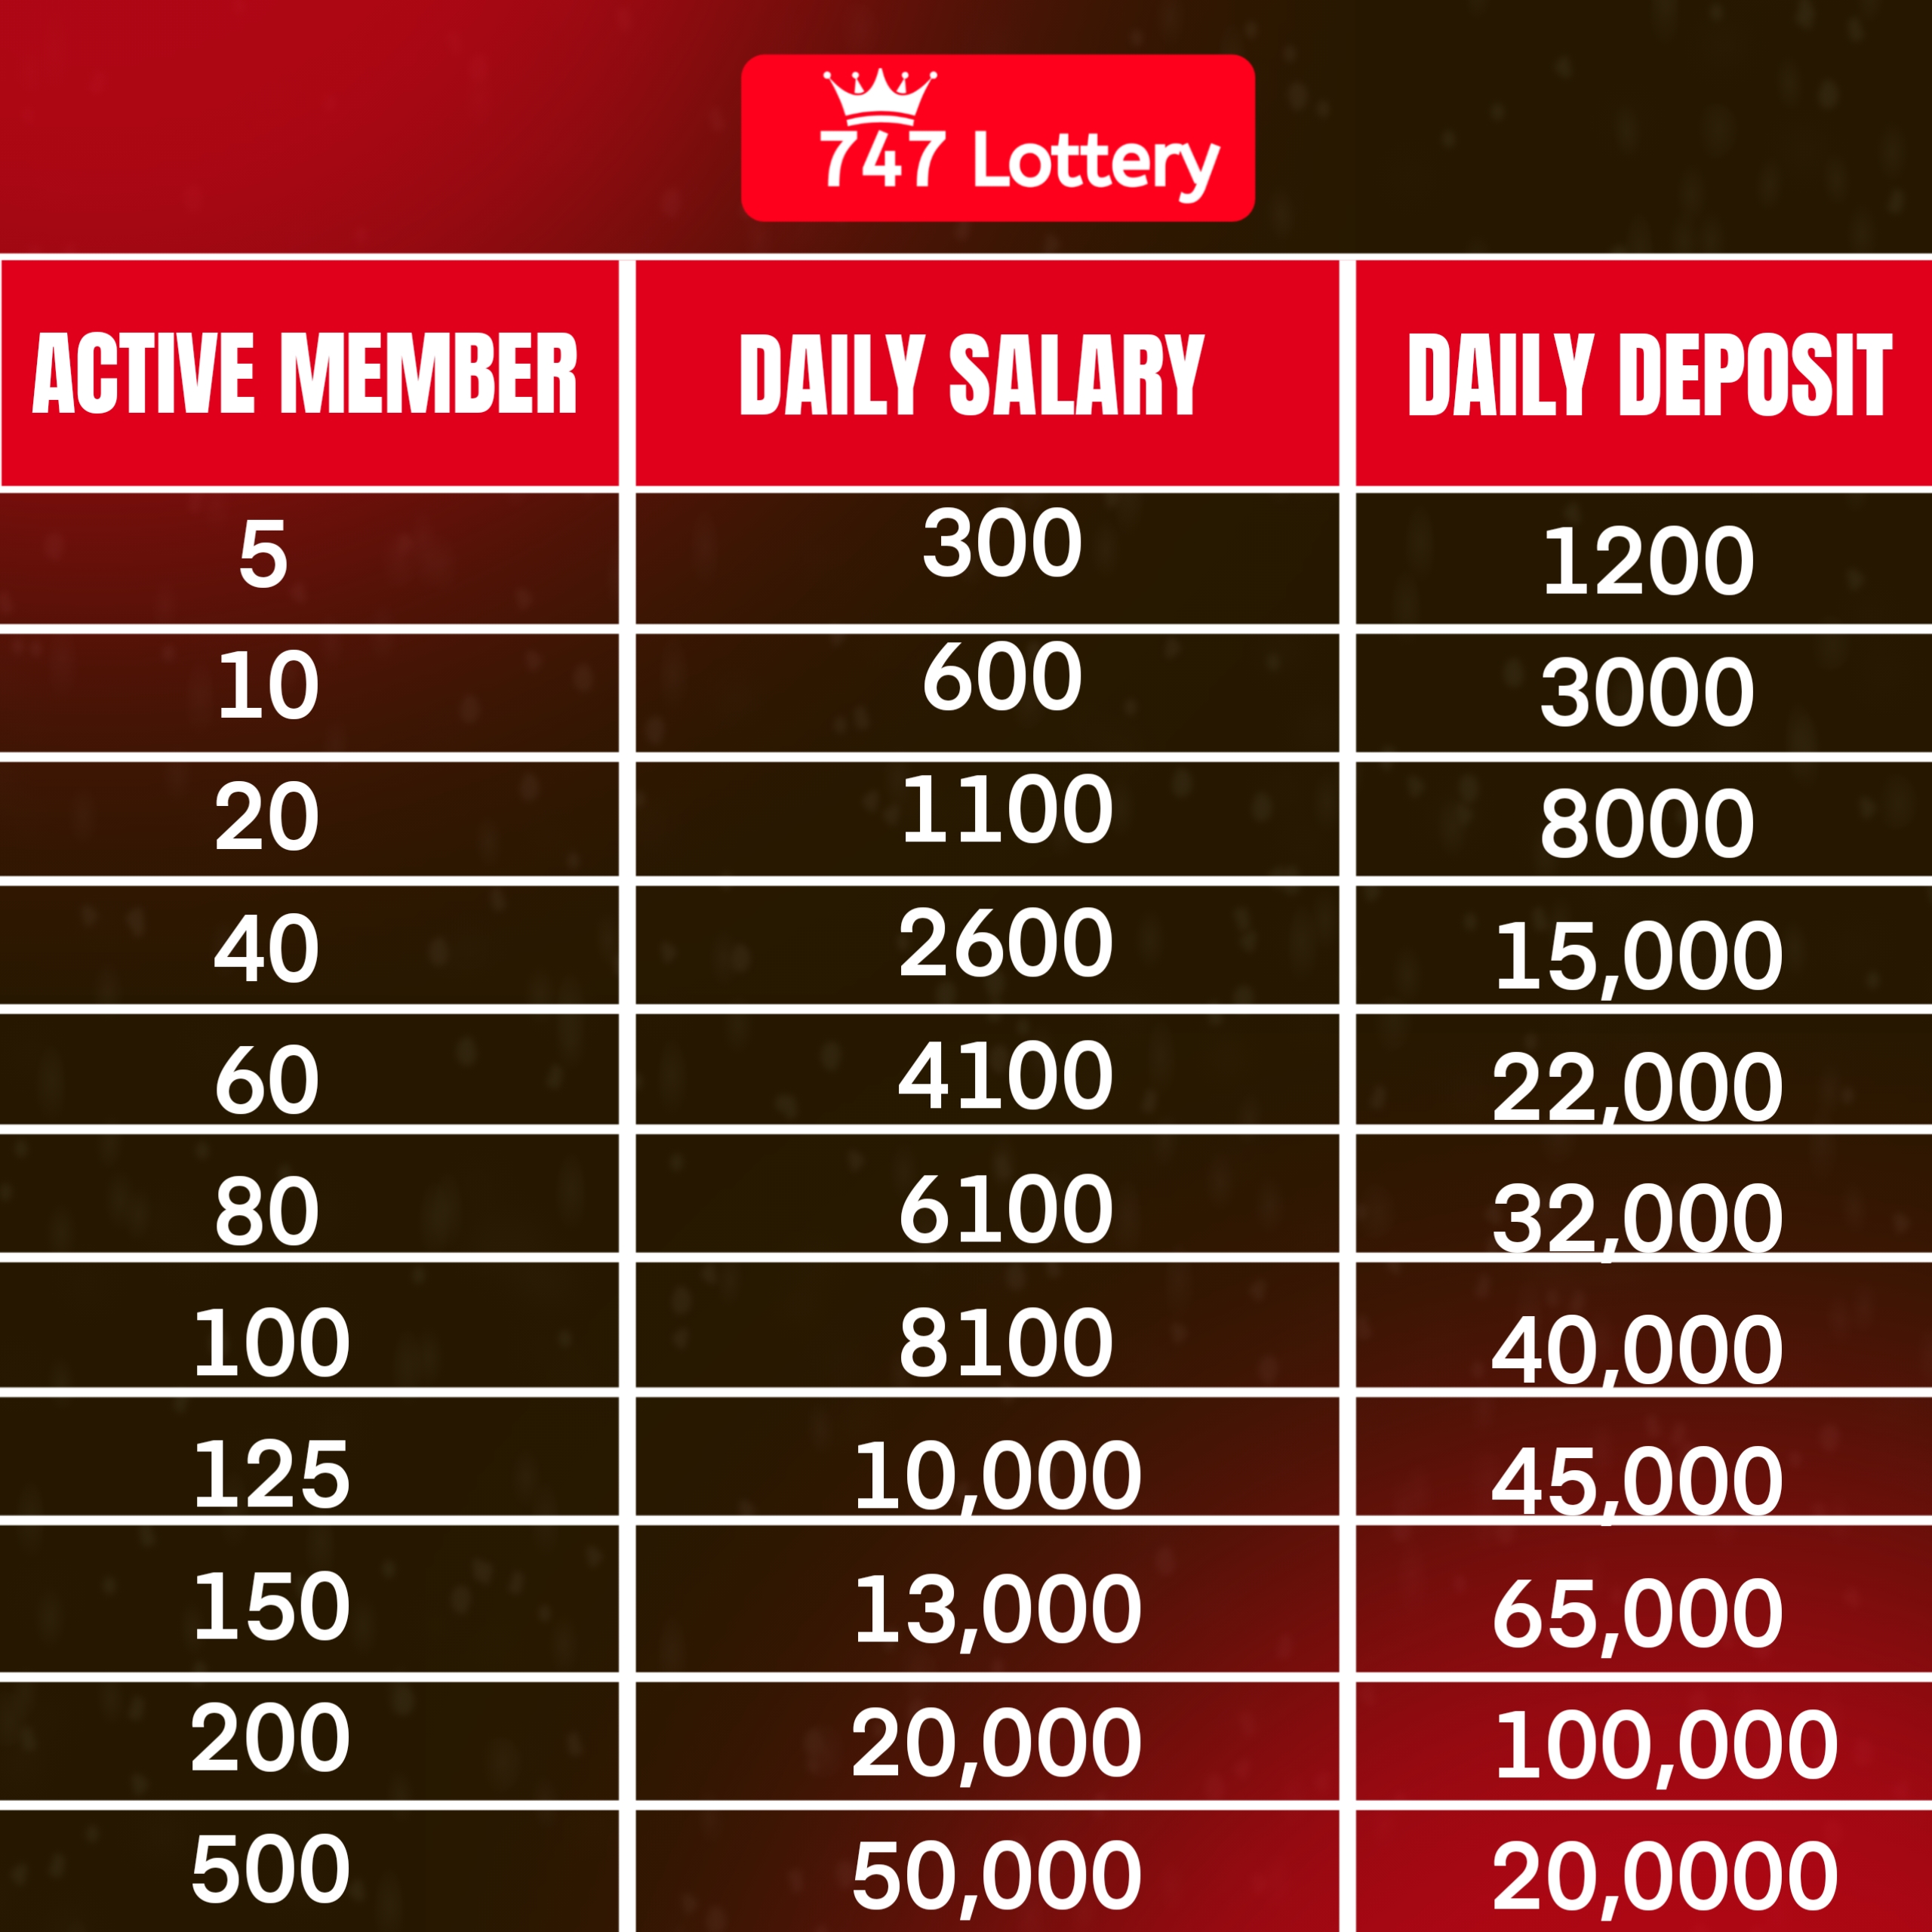 747 Lottery
ACTIVE MEMBER DAILY SALARY DAILY DEPOSIT
5 300 1200
10 600 3000
20 1100 8000
40 2600 15,000
60 4100 22,000
80 6100 32,000
100 8100 40,000
125 10,000 45,000
150 13,000 65,000
200 20,000 100,000
500 50,000 20,0000